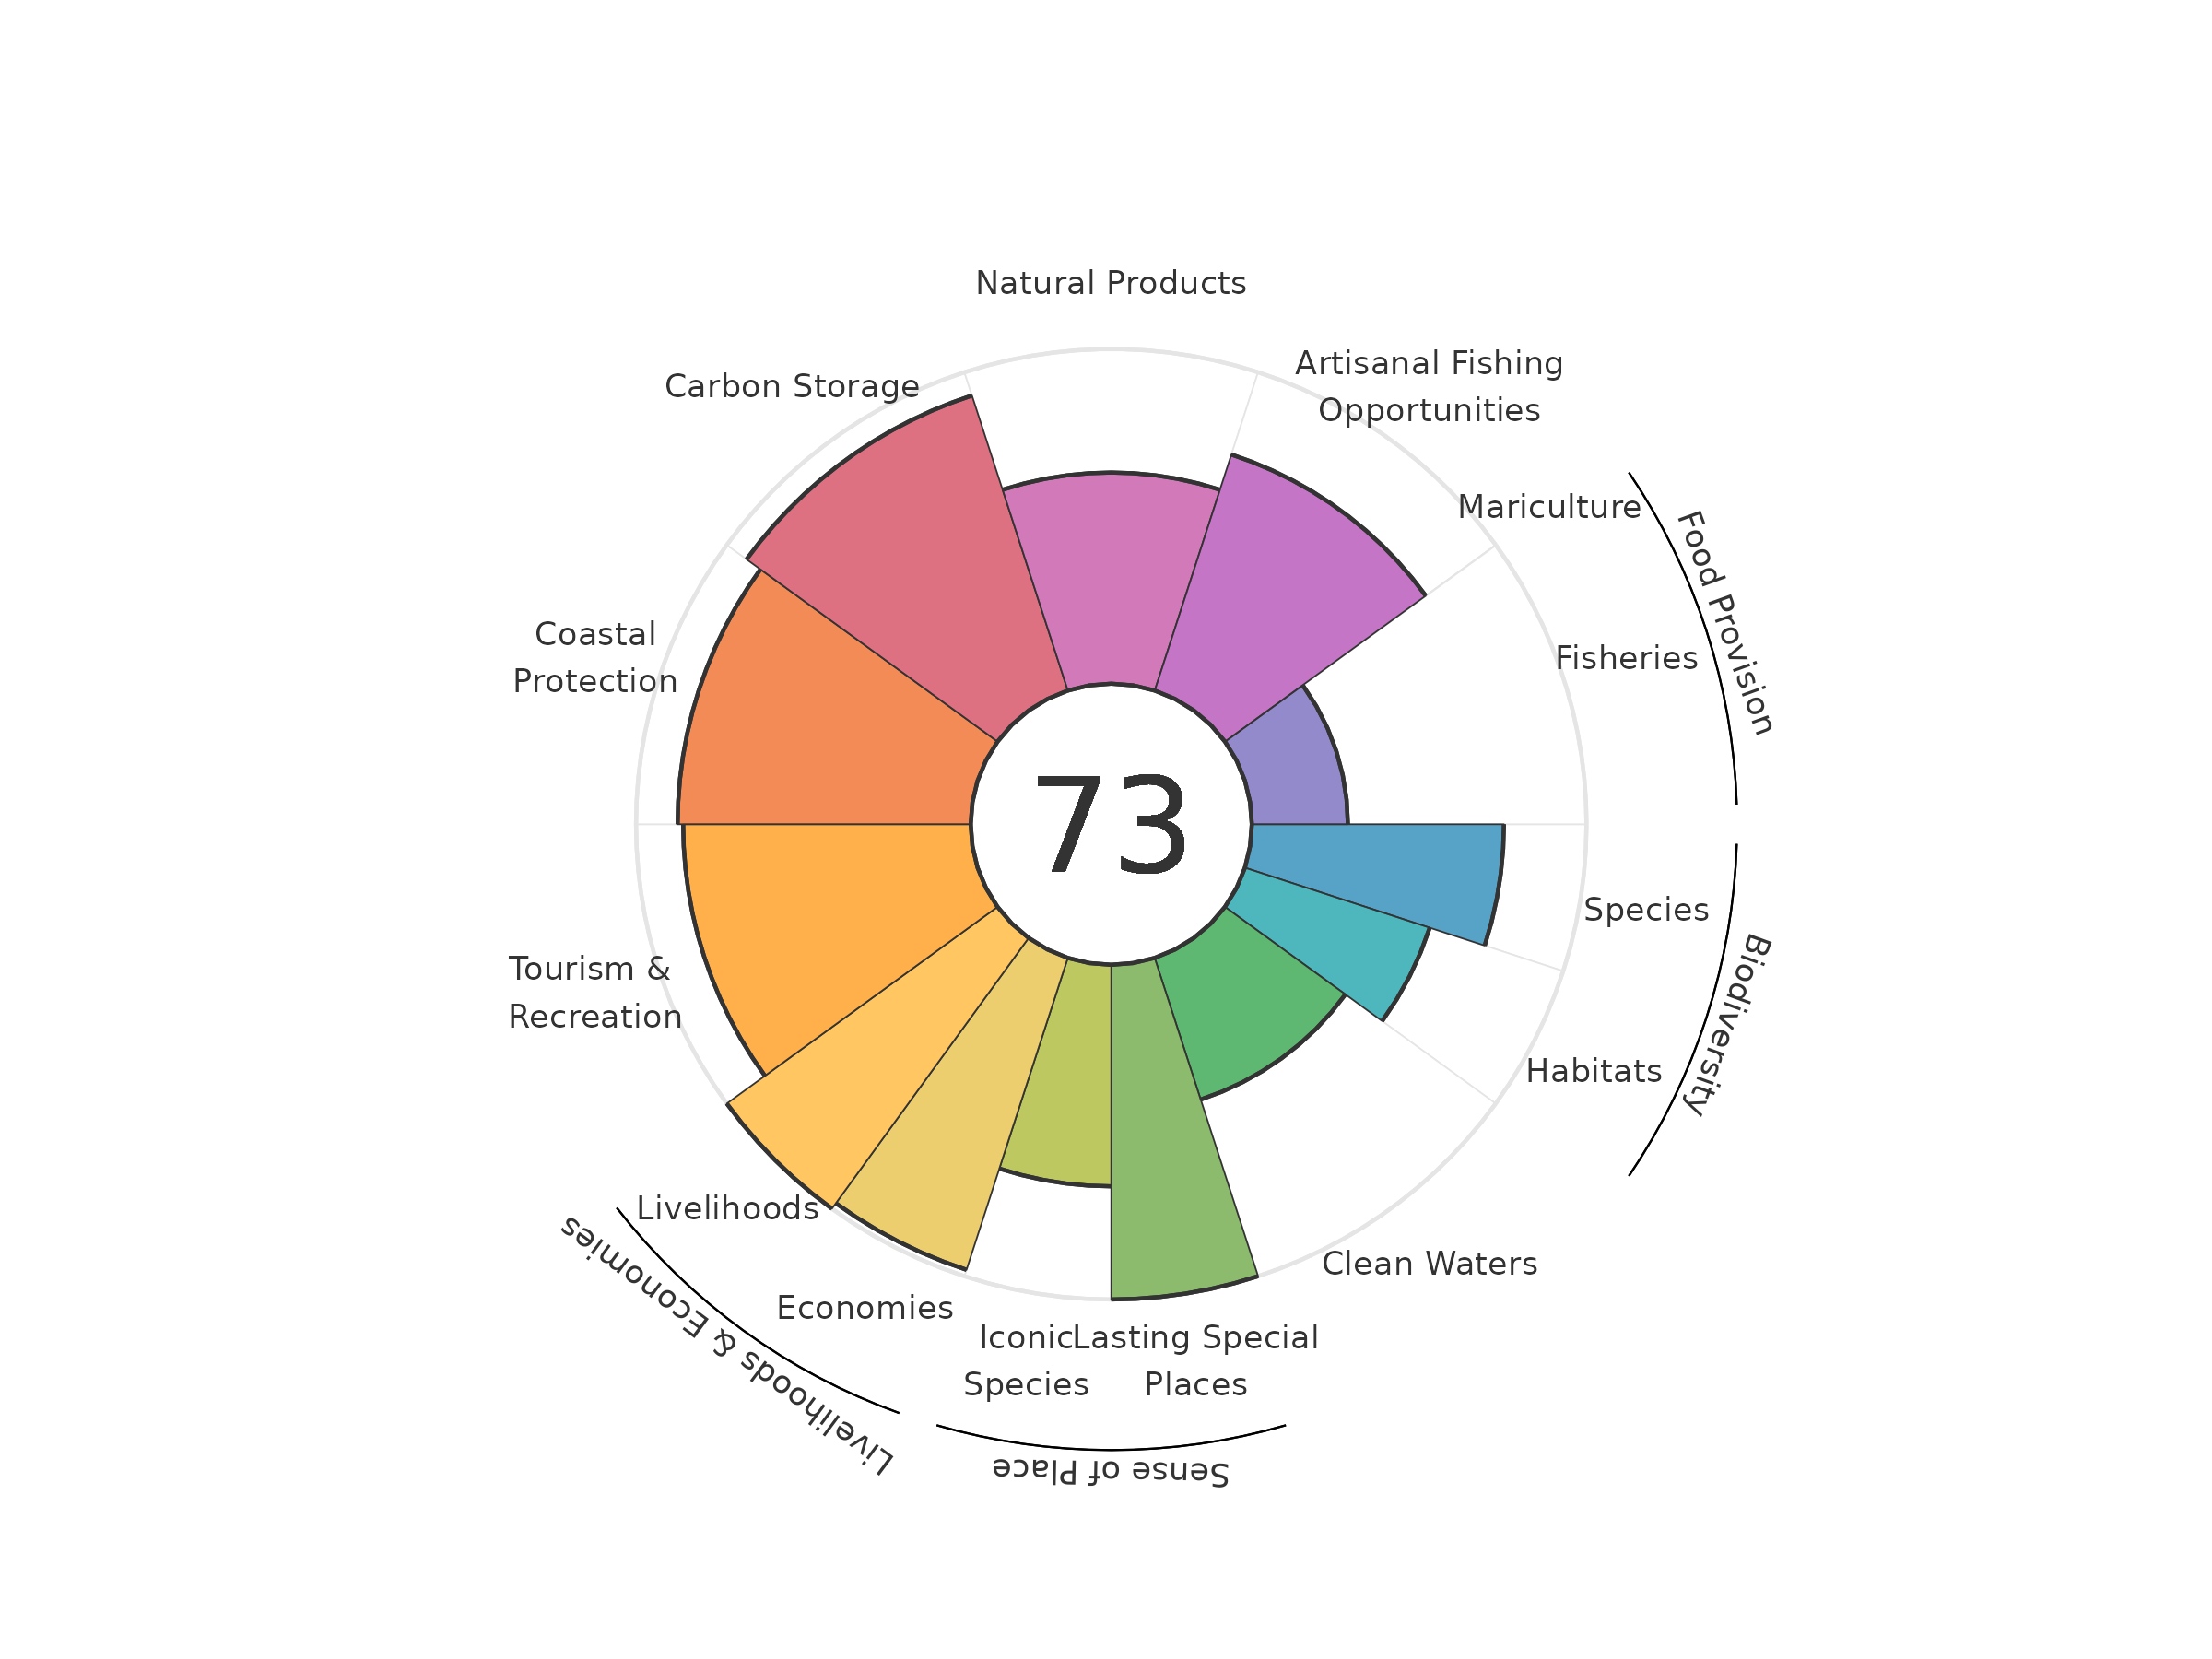 Natural Products
Artisanal Fishing
Opportunities
Carbon Storage
Mariculture
Food Provision
Fisheries
Coastal
Protection
73
Species
Biodiversity
Tourism &
Recreation
Habitats
Livelihoods
Livelihoods & Economies
Clean Waters
Economies
Iconic
Species
Lasting Special
Places
Sense of Place